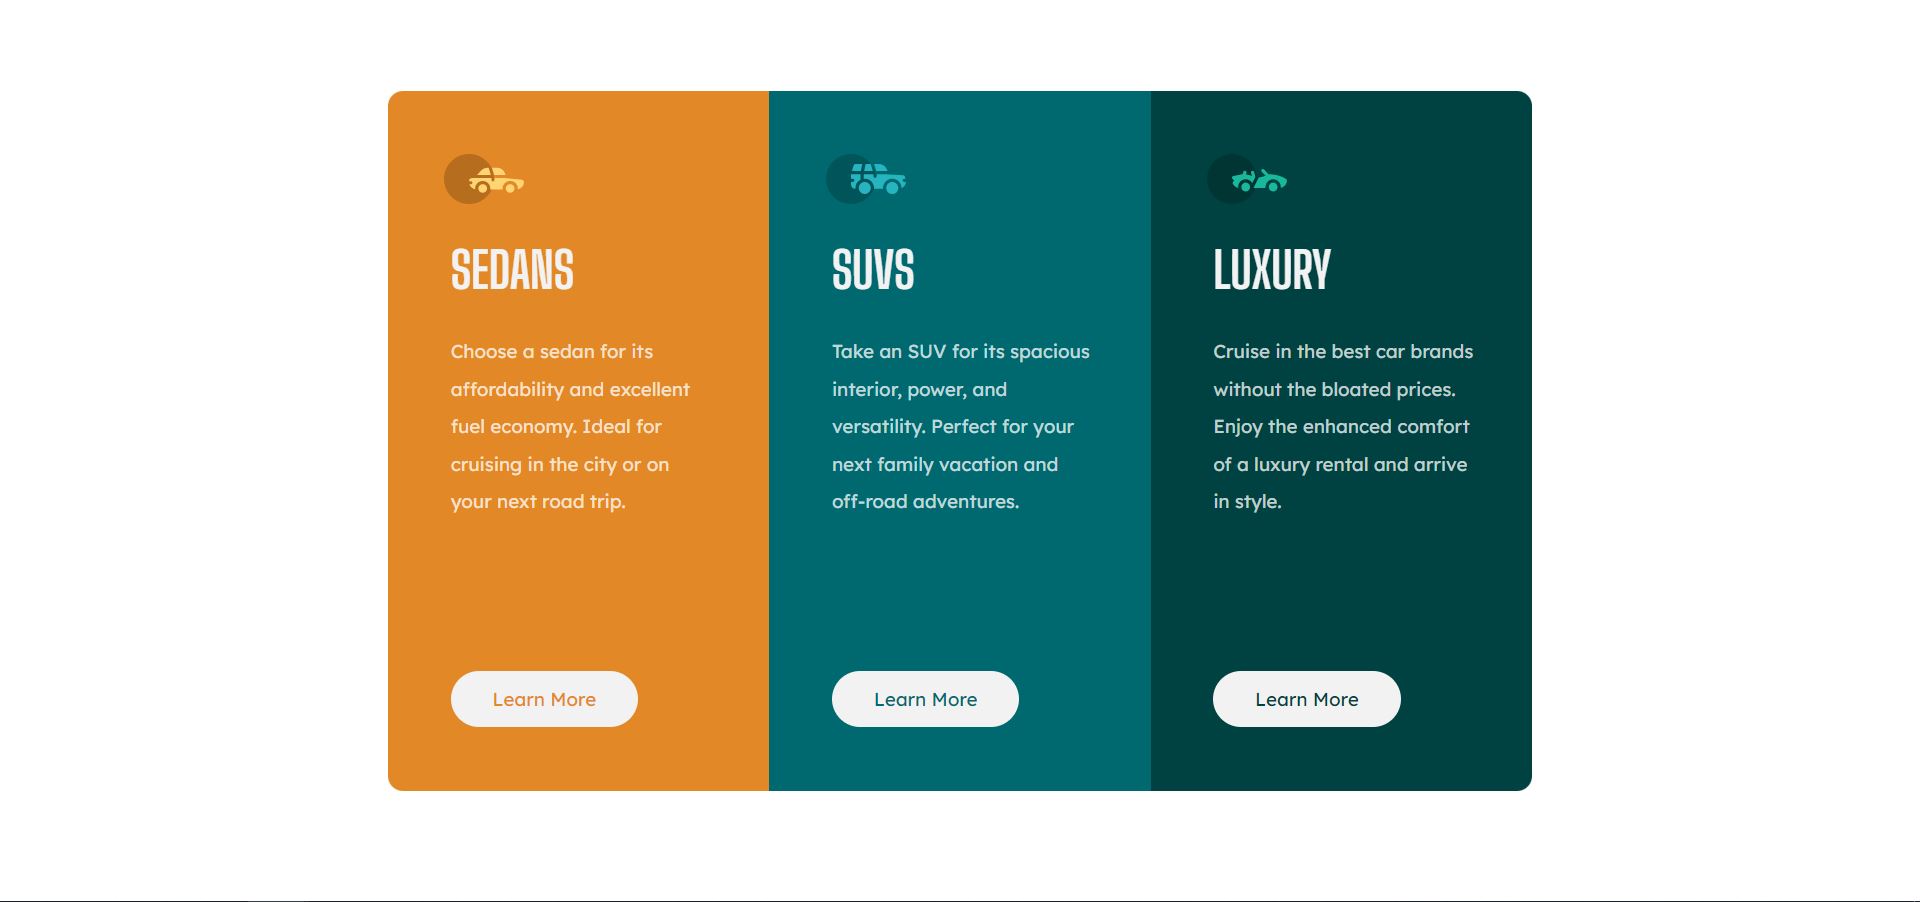 SEDANS
Choose a sedan for its
affordability and excellent
fuel economy. Ideal for
cruising in the city or on
your next road trip.
Learn More
SUVS
Take an SUV for its spacious
interior, power, and
versatility. Perfect for your
next family vacation and
off-road adventures.
Learn More
LUXURY
Cruise in the best car brands
without the bloated prices.
Enjoy the enhanced comfort
of a luxury rental and arrive
in style.
Learn More